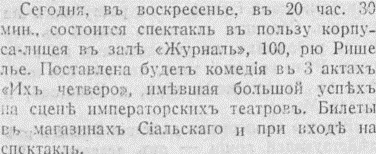 Сегодня, въ воскресенье, въ 20 час. 30
мин., состоится спектакль въ пользу корпу-
са-лицея въ залѣ «Журналь», 100, рю Рише
лье. Поставлена будетъ комедія въ 3 актахъ
«Ихъ четверо», имѣвшая большой успѣхъ
на сценѣ императорскихъ театровъ. Билеты
въ магазинахъ Сіальскаго и при входѣ на
спектакль.